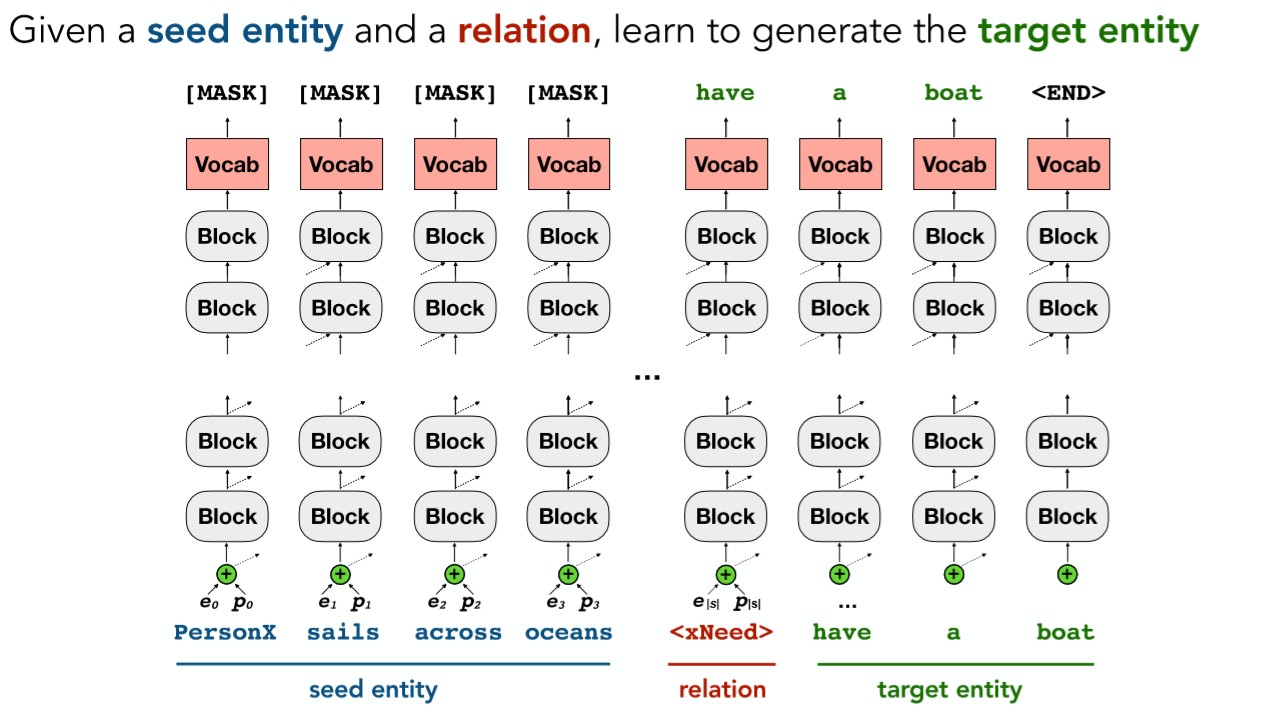 Given a seed entity and a relation, learn to generate the target entity
[MASK] [MASK] [MASK] [MASK] have a boat <END>
Vocab Vocab Vocab Vocab Vocab Vocab Vocab Vocab
Block Block Block Block Block Block Block Block
Block Block Block Block Block Block Block Block
...
Block Block Block Block Block Block Block Block
Block Block Block Block Block Block Block Block
+ + + + + + + +
e0 p0 e1 p1 e2 p2 e3 p3 e|s| p|s| ...
PersonX sails across oceans <xNeed> have a boat
seed entity relation target entity